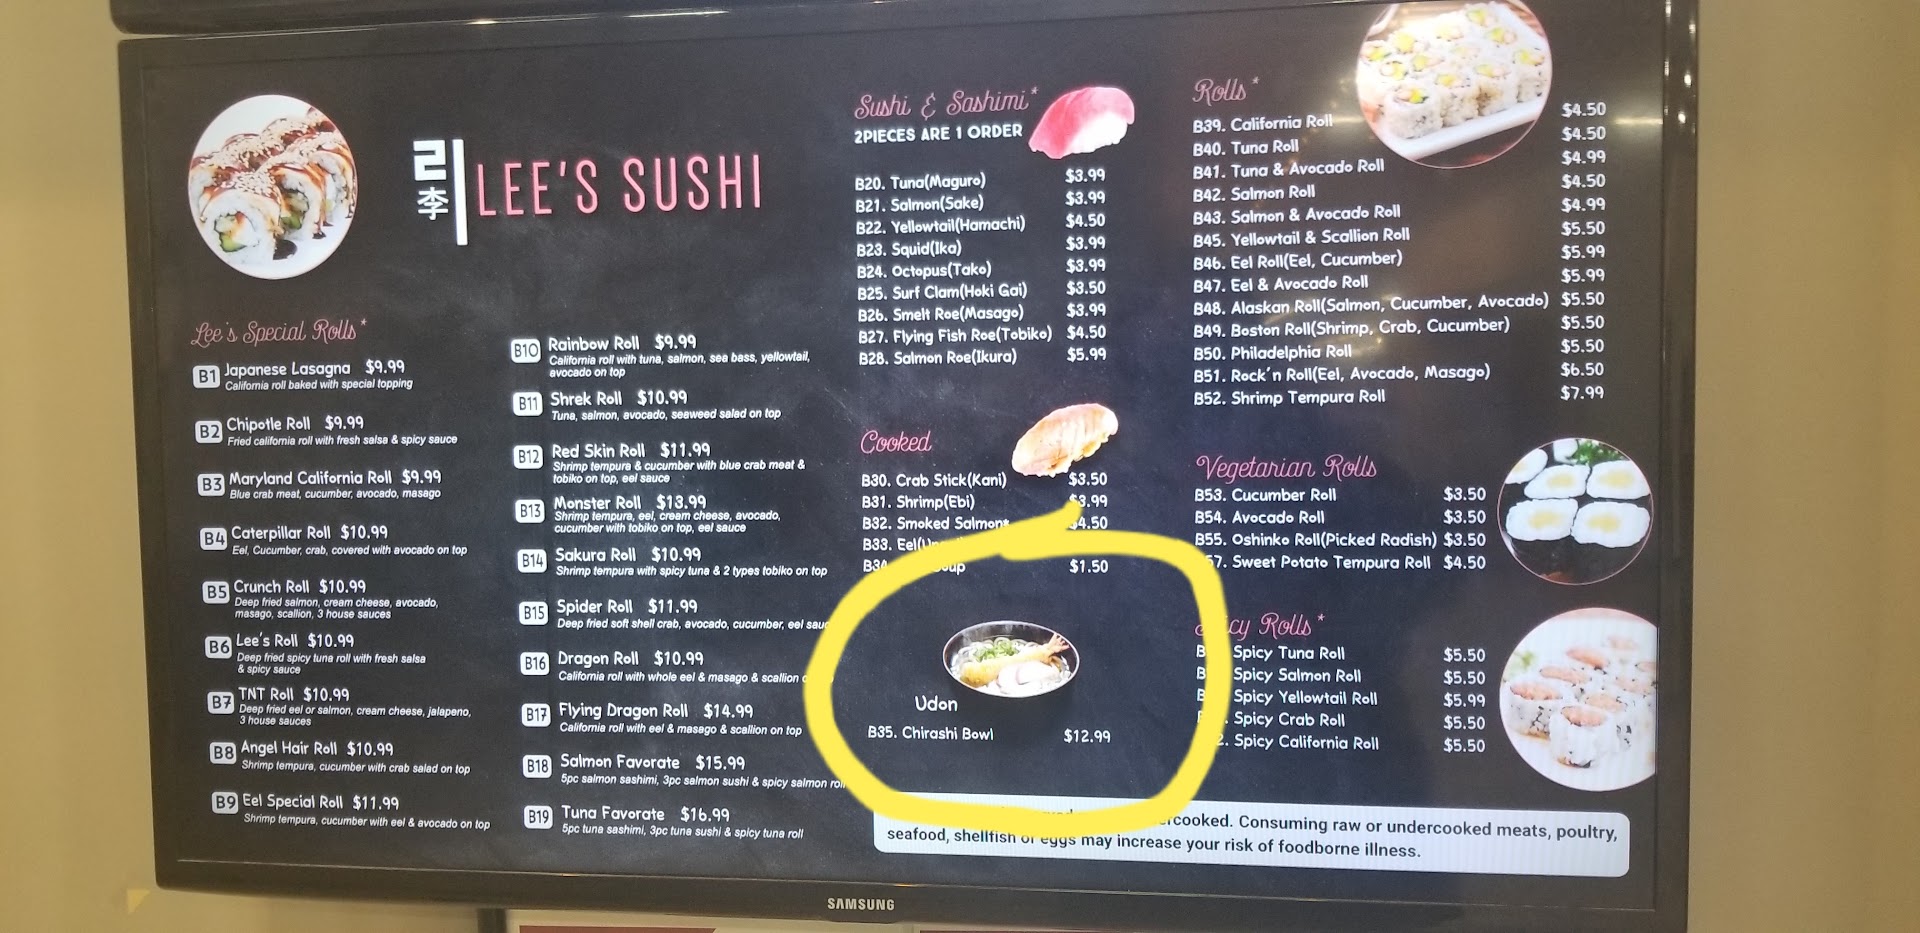 리
李
LEE'S SUSHI
Lee's Special Rolls*
B1 Japanese Lasagna $9.99
California roll baked with special topping
B2 Chipotle Roll $9.99
Fried california roll with fresh salsa & spicy sauce
B3 Maryland California Roll $9.99
Blue crab meat, cucumber, avocado, masago
B4 Caterpillar Roll $10.99
Eel, Cucumber, crab, covered with avocado on top
B5 Crunch Roll $10.99
Deep fried salmon, cream cheese, avocado,
masago, scallion, 3 house sauces
B6 Lee's Roll $10.99
Deep fried spicy tuna roll with fresh salsa
& spicy sauce
B7 TNT Roll $10.99
Deep fried eel or salmon, cream cheese, jalapeno,
3 house sauces
B8 Angel Hair Roll $10.99
Shrimp tempura, cucumber with crab salad on top
B9 Eel Special Roll $11.99
Shrimp tempura, cucumber with eel & avocado on top
B10 Rainbow Roll $9.99
California roll with tuna, salmon, sea bass, yellowtail,
avocado on top
B11 Shrek Roll $10.99
Tuna, salmon, avocado, seaweed salad on top
B12 Red Skin Roll $11.99
Shrimp tempura & cucumber with blue crab meat &
tobiko on top, eel sauce
B13 Monster Roll $13.99
Shrimp tempura, eel, cream cheese, avocado,
cucumber with tobiko on top, eel sauce
B14 Sakura Roll $10.99
Shrimp tempura with spicy tuna & 2 types tobiko on top
B15 Spider Roll $11.99
Deep fried soft shell crab, avocado, cucumber, eel
B16 Dragon Roll $10.99
California roll with whole eel & masago & scallion
B17 Flying Dragon Roll $14.99
California roll with eel & masago & scallion on top
B18 Salmon Favorate $15.99
5pc salmon sashimi, 3pc salmon sushi & spicy salmon roll
B19 Tuna Favorate $16.99
5pc tuna sashimi, 3pc tuna sushi & spicy tuna roll
Sushi & Sashimi*
2PIECES ARE 1 ORDER
B20. Tuna(Maguro) $3.99
B21. Salmon(Sake) $3.99
B22. Yellowtail(Hamachi) $4.50
B23. Squid(Ika) $3.99
B24. Octopus(Tako) $3.99
B25. Surf Clam(Hoki Gai) $3.50
B26. Smelt Roe(Masago) $3.99
B27. Flying Fish Roe(Tobiko) $4.50
B28. Salmon Roe(Ikura) $5.99
Cooked
B30. Crab Stick(Kani) $3.50
B31. Shrimp(Ebi) $3.99
B32. Smoked Salmon* $4.50
B33.
$1.50
Udon
B35. Chirashi Bowl $12.99
Rolls*
B39. California Roll $4.50
B40. Tuna Roll $4.50
B41. Tuna & Avocado Roll $4.99
B42. Salmon Roll $4.50
B43. Salmon & Avocado Roll $4.99
B45. Yellowtail & Scallion Roll $5.50
B46. Eel Roll(Eel, Cucumber) $5.99
B47. Eel & Avocado Roll $5.99
B48. Alaskan Roll(Salmon, Cucumber, Avocado) $5.50
B49. Boston Roll(Shrimp, Crab, Cucumber) $5.50
B50. Philadelphia Roll $5.50
B51. Rock'n Roll(Eel, Avocado, Masago) $6.50
B52. Shrimp Tempura Roll $7.99
Vegetarian Rolls
B53. Cucumber Roll $3.50
B54. Avocado Roll $3.50
B55. Oshinko Roll(Picked Radish) $3.50
Sweet Potato Tempura Roll $4.50
Spicy Rolls*
Spicy Tuna Roll $5.50
Spicy Salmon Roll $5.50
Spicy Yellowtail Roll $5.99
Spicy Crab Roll $5.50
Spicy California Roll $5.50
Consuming raw or undercooked meats, poultry,
seafood, shellfish or eggs may increase your risk of foodborne illness.
SAMSUNG